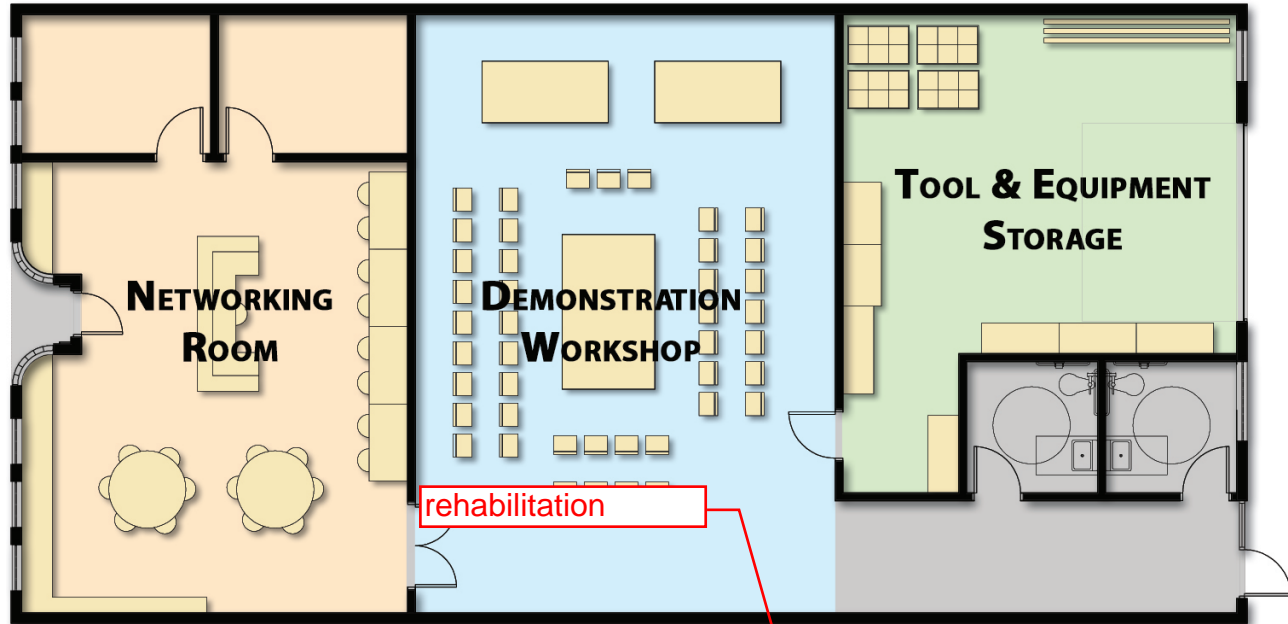 NETWORKING
ROOM
DEMONSTRATION
WORKSHOP
TOOL & EQUIPMENT
STORAGE
rehabilitation